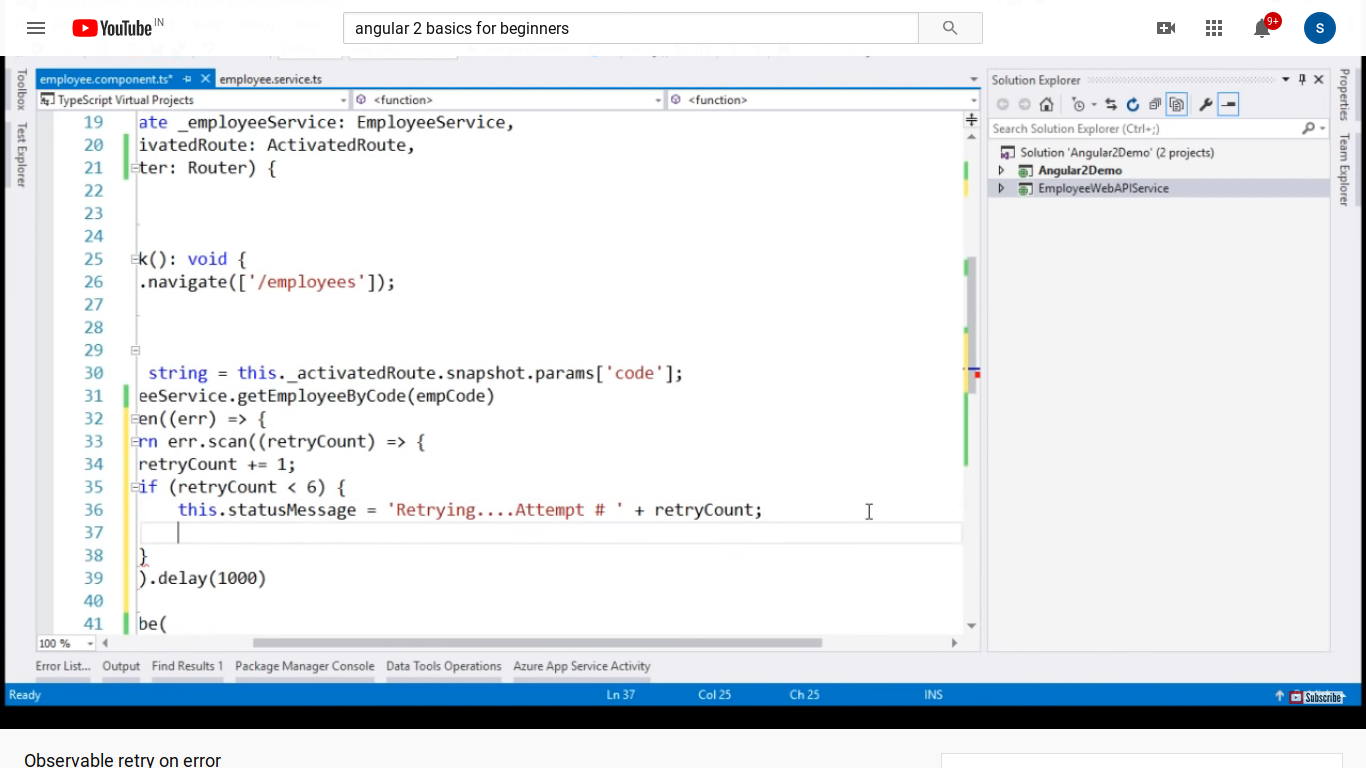 YouTube IN
angular 2 basics for beginners
9+
S
Toolbox
Test Explorer
employee.component.ts*
employee.service.ts
TypeScript Virtual Projects
<function>
<function>
19 ate _employeeService: EmployeeService,
20 ivatedRoute: ActivatedRoute,
21 ter: Router) {
22
23
24
25 k(): void {
26 .navigate(['/employees']);
27
28
29
30 string = this._activatedRoute.snapshot.params['code'];
31 eeService.getEmployeeByCode(empCode)
32 en((err) => {
33 rn err.scan((retryCount) => {
34 retryCount += 1;
35 if (retryCount < 6) {
36 this.statusMessage = 'Retrying....Attempt # ' + retryCount;
37
38 }
39 ).delay(1000)
40
41 be(
100 %
Error List... Output Find Results 1 Package Manager Console Data Tools Operations Azure App Service Activity
Ready Ln 37 Col 25 Ch 25 INS
Subscribe
Solution Explorer
Search Solution Explorer (Ctrl+;)
Solution 'Angular2Demo' (2 projects)
Angular2Demo
EmployeeWebAPIService
Properties
Team Explorer
Observable retry on error